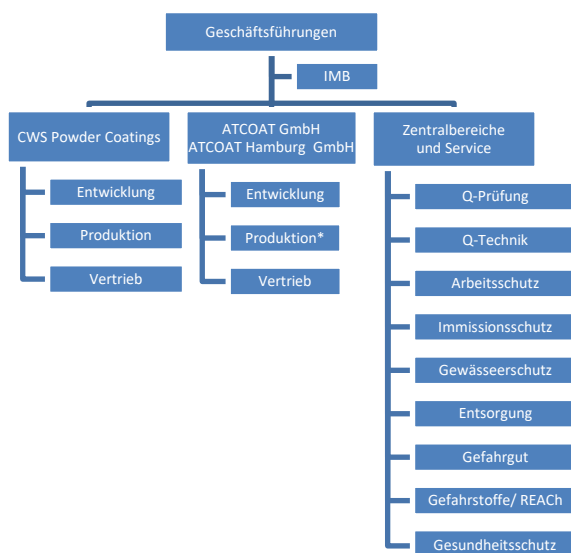 Geschäftsführungen
IMB
CWS Powder Coatings
Entwicklung
Produktion
Vertrieb
ATCOAT GmbH
ATCOAT Hamburg GmbH
Entwicklung
Produktion*
Vertrieb
Zentralbereiche
und Service
Q-Prüfung
Q-Technik
Arbeitsschutz
Immissionsschutz
Gewässeerschutz
Entsorgung
Gefahrgut
Gefahrstoffe/ REACh
Gesundheitsschutz